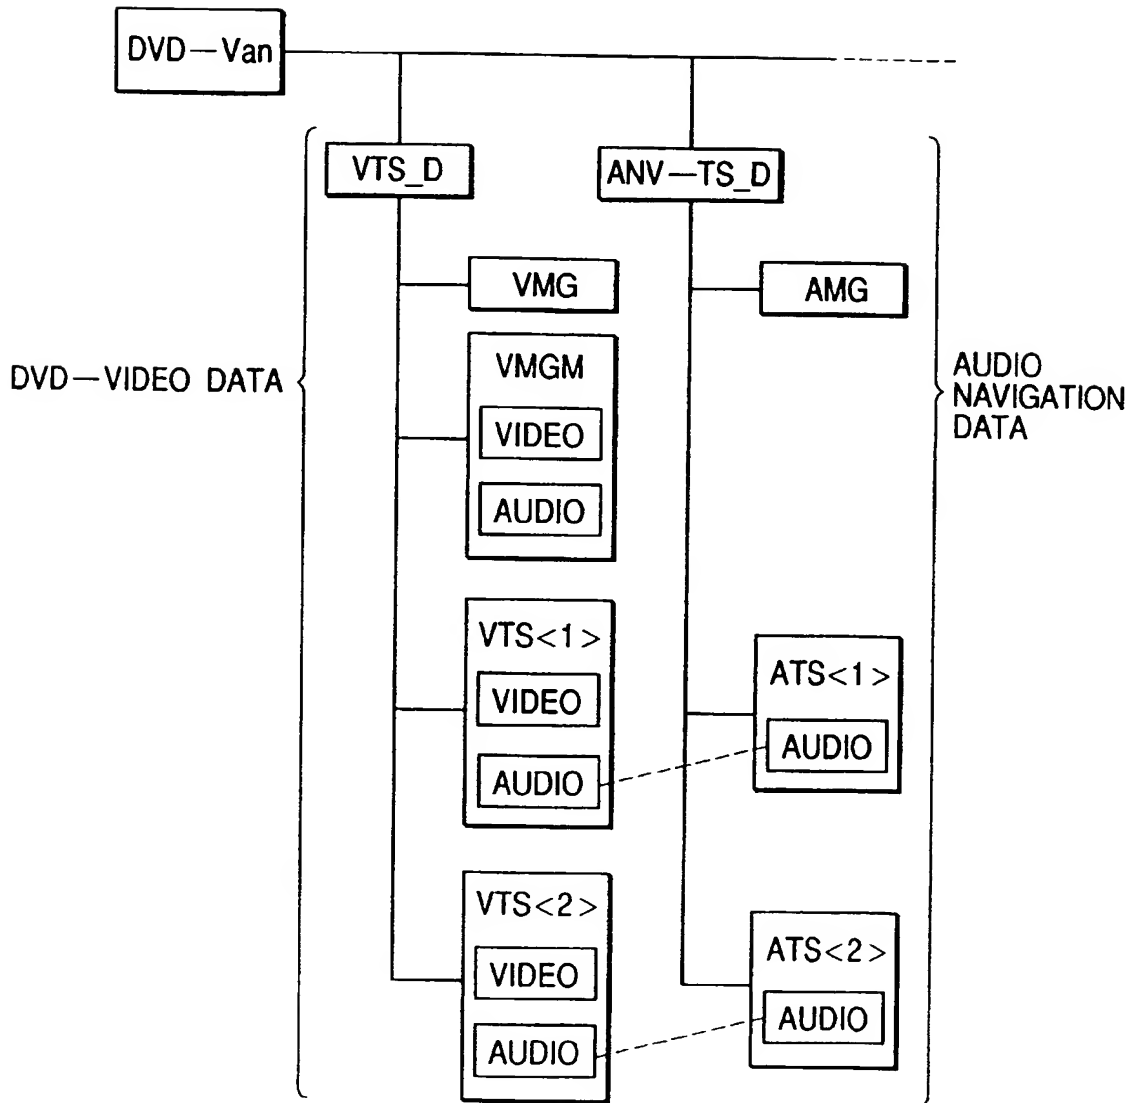 DVD—Van
VTS_D
ANV—TS_D
VMG
AMG
DVD—VIDEO DATA
VMGM
VIDEO
AUDIO
AUDIO
NAVIGATION
DATA
VTS<1>
VIDEO
AUDIO
ATS<1>
AUDIO
VTS<2>
VIDEO
AUDIO
ATS<2>
AUDIO